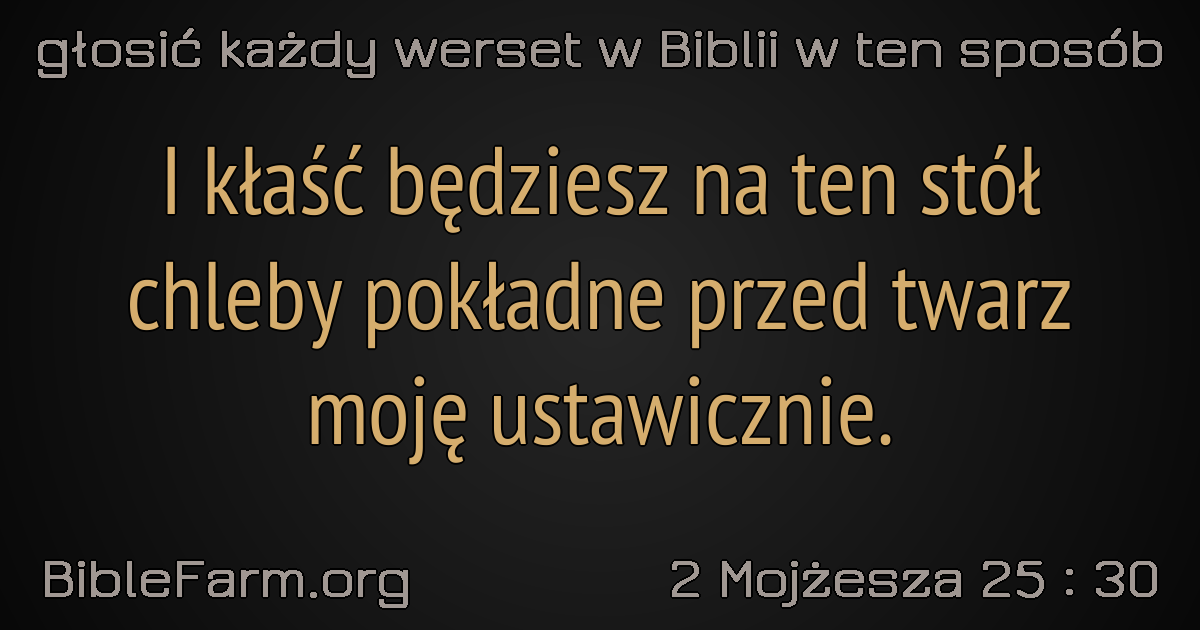 głosić każdy werset w Biblii w ten sposób
I kłaść będziesz na ten stół
chleby pokładne przed twarz
moję ustawicznie.
BibleFarm.org
2 Mojżesza 25 : 30